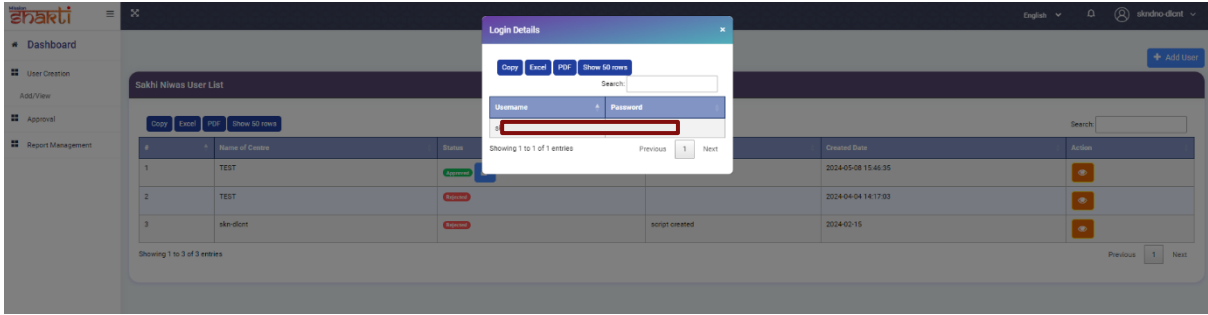 Mission
Shakti
English
skndno-dlcnt
Dashboard
User Creation
Add/View
Approval
Report Management
Add User
Sakhi Niwas User List
Copy Excel PDF Show 50 rows
Search:
# Name of Centre Status Created Date Action
1 TEST Approved 2024-05-08 15:46:35
2 TEST Rejected 2024-04-04 14:17:03
3 skn-dlcnt Rejected script created 2024-02-15
Showing 1 to 3 of 3 entries
Previous 1 Next
Login Details ×
Copy Excel PDF Show 50 rows
Search:
Username Password
Showing 1 to 1 of 1 entries
Previous 1 Next